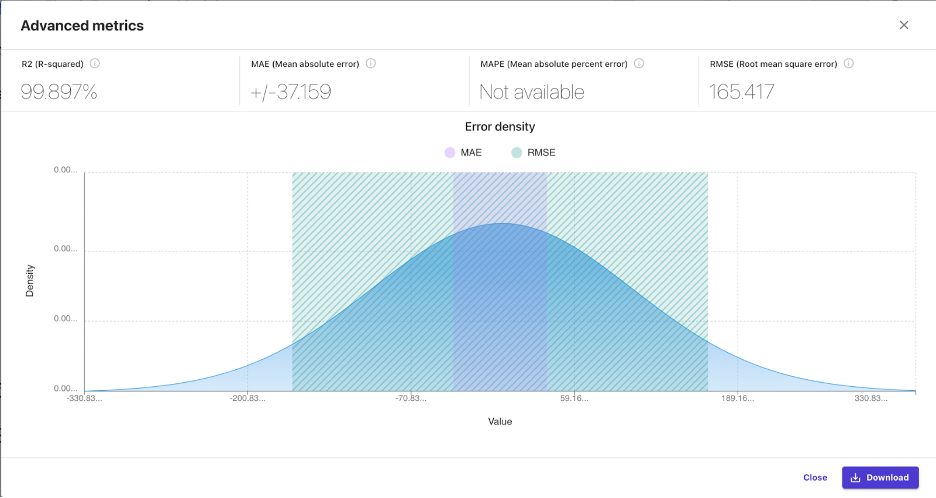 Advanced metrics
R2 (R-squared)
99.897%
MAE (Mean absolute error)
+/-37.159
MAPE (Mean absolute percent error)
Not available
RMSE (Root mean square error)
165.417
Error density
MAE RMSE
0.00...
0.00...
0.00...
0.00...
Density
-330.83... -200.83... -70.83... 59.16... 189.16... 330.83...
Value
Close Download